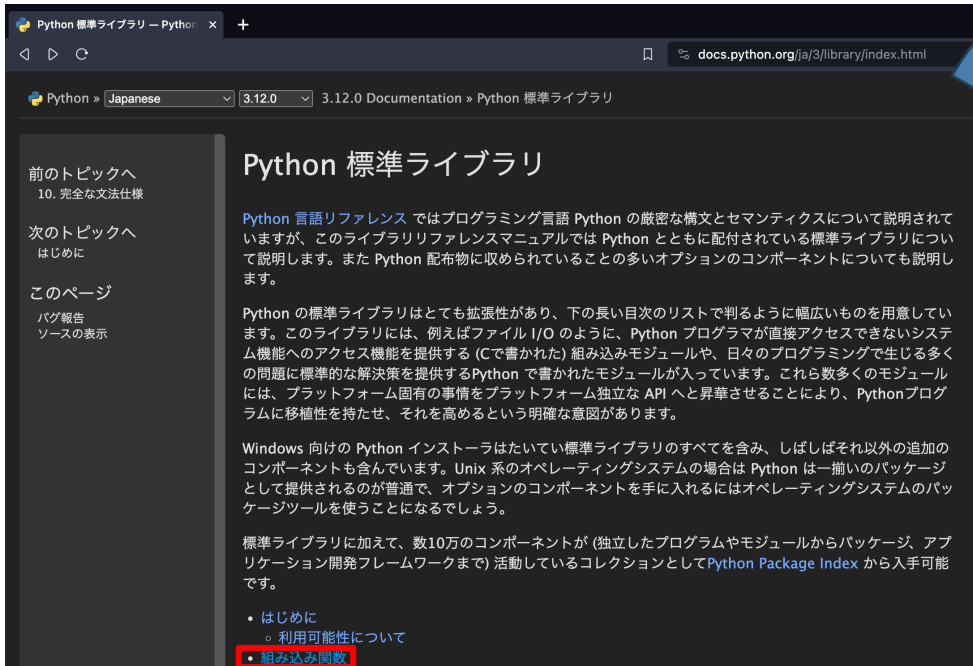 Python 標準ライブラリ — Python
docs.python.org/ja/3/library/index.html
Python » Japanese 3.12.0 3.12.0 Documentation » Python 標準ライブラリ
前のトピックへ
10. 完全な文法仕様
次のトピックへ
はじめに
このページ
バグ報告
ソースの表示
Python 標準ライブラリ
Python 言語リファレンス ではプログラミング言語 Python の厳密な構文とセマンティクスについて説明されて
いますが、このライブラリリファレンスマニュアルでは Python とともに配付されている標準ライブラリについ
て説明します。また Python 配布物に収められていることの多いオプションのコンポーネントについても説明し
ます。
Python の標準ライブラリはとても拡張性があり、下の長い目次のリストで判るように幅広いものを用意してい
ます。このライブラリには、例えばファイル I/O のように、Python プログラマが直接アクセスできないシステ
ム機能へのアクセス機能を提供する (Cで書かれた) 組み込みモジュールや、日々のプログラミングで生じる多く
の問題に標準的な解決策を提供するPython で書かれたモジュールが入っています。これら数多くのモジュール
には、プラットフォーム固有の事情をプラットフォーム独立な API へと昇華させることにより、Pythonプログ
ラムに移植性を持たせ、それを高めるという明確な意図があります。
Windows 向けの Python インストーラはたいてい標準ライブラリのすべてを含み、しばしばそれ以外の追加の
コンポーネントも含んでいます。Unix 系のオペレーティングシステムの場合は Python は一揃いのパッケージ
として提供されるのが普通で、オプションのコンポーネントを手に入れるにはオペレーティングシステムのパッ
ケージツールを使うことになるでしょう。
標準ライブラリに加えて、数10万のコンポーネントが (独立したプログラムやモジュールからパッケージ、アプ
リケーション開発フレームワークまで) 活動しているコレクションとしてPython Package Index から入手可能
です。
はじめに
利用可能性について
組み込み関数